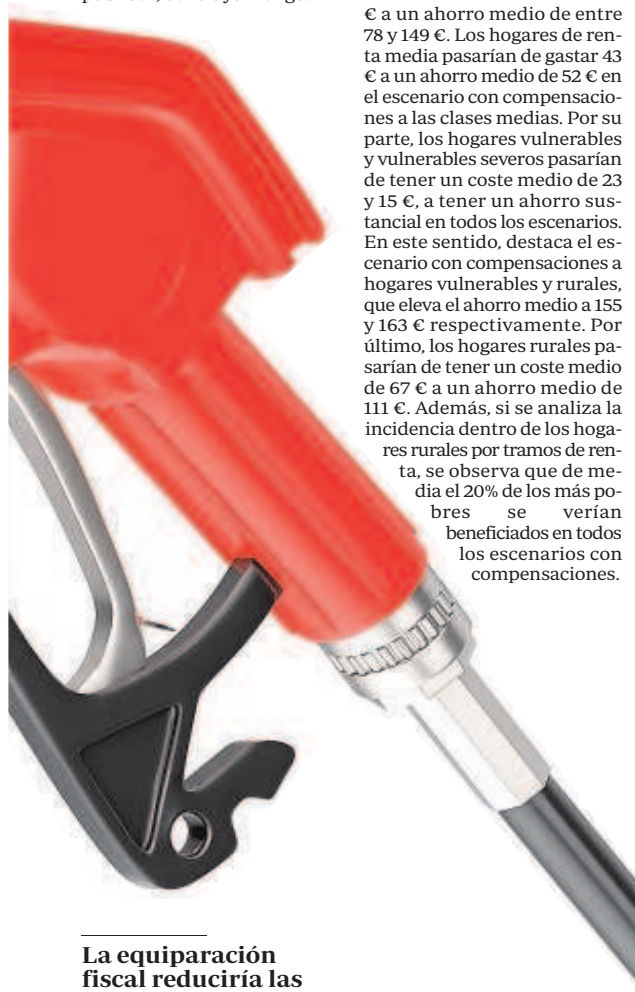 € a un ahorro medio de entre
78 y 149 €. Los hogares de ren-
ta media pasarían de gastar 43
€ a un ahorro medio de 52 € en
el escenario con compensacio-
nes a las clases medias. Por su
parte, los hogares vulnerables
y vulnerables severos pasarían
de tener un coste medio de 23
y 15 €, a tener un ahorro sus-
tancial en todos los escenarios.
En este sentido, destaca el es-
cenario con compensaciones a
hogares vulnerables y rurales,
que eleva el ahorro medio a 155
y 163 € respectivamente. Por
último, los hogares rurales pa-
sarían de tener un coste medio
de 67 € a un ahorro medio de
111 €. Además, si se analiza la
incidencia dentro de los hoga-
res rurales por tramos de ren-
ta, se observa que de me-
dia el 20% de los más po-
bres se verían
beneficiados en todos
los escenarios con
compensaciones.
La equiparación
fiscal reduciría las